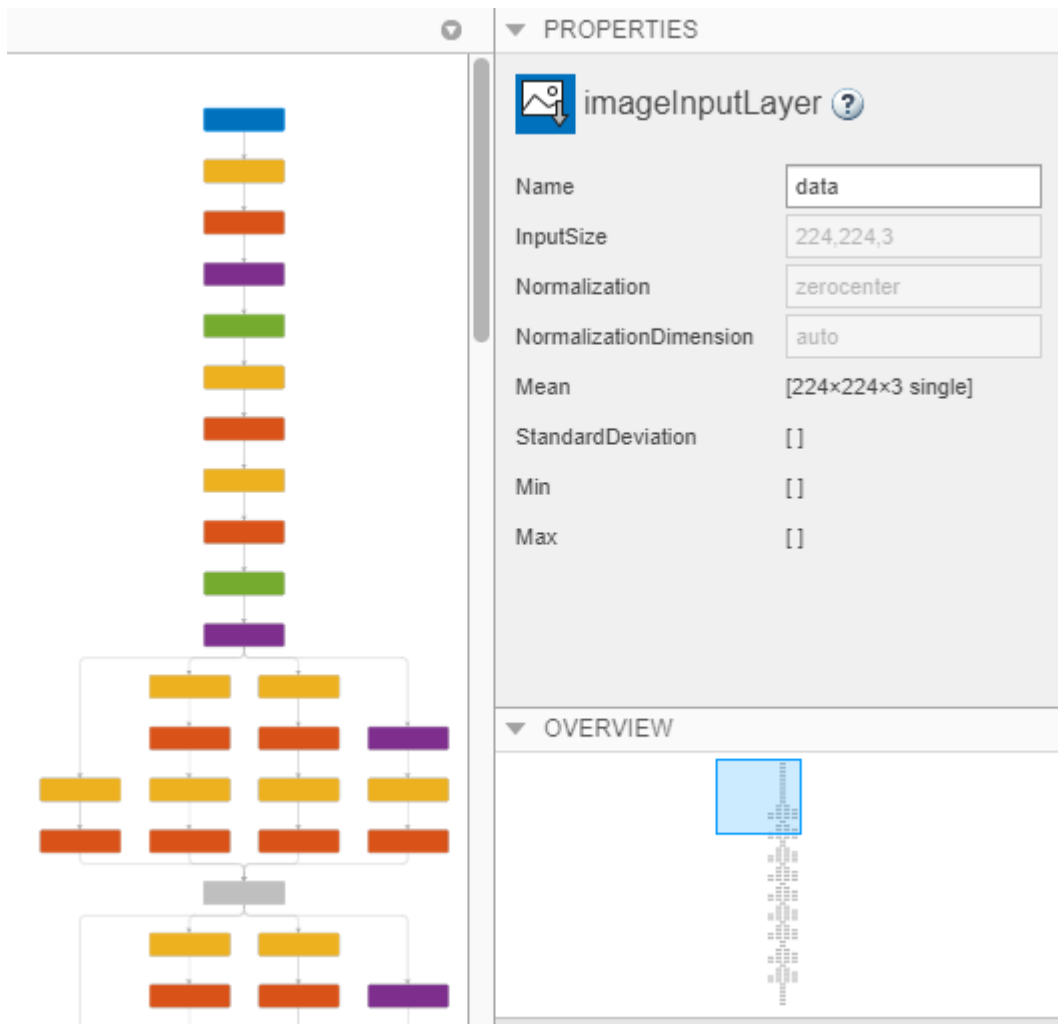 PROPERTIES
imageInputLayer ?
Name data
InputSize 224,224,3
Normalization zerocenter
NormalizationDimension auto
Mean [224×224×3 single]
StandardDeviation [ ]
Min [ ]
Max [ ]
OVERVIEW